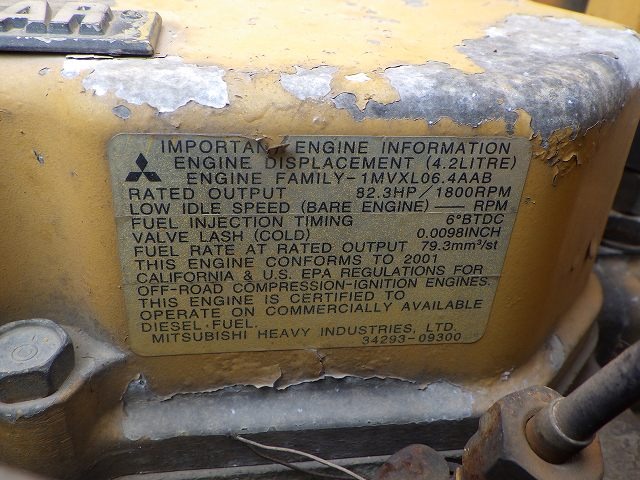 AR
IMPORTANT ENGINE INFORMATION
ENGINE DISPLACEMENT (4.2LITRE)
ENGINE FAMILY-1MVXL06.4AAB
RATED OUTPUT 82.3HP/1800RPM
LOW IDLE SPEED (BARE ENGINE) —— RPM
FUEL INJECTION TIMING 6°BTDC
VALVE LASH (COLD) 0.0098INCH
FUEL RATE AT RATED OUTPUT 79.3mm³/st
THIS ENGINE CONFORMS TO 2001
CALIFORNIA & U.S. EPA REGULATIONS FOR
OFF-ROAD COMPRESSION-IGNITION ENGINES.
THIS ENGINE IS CERTIFIED TO
OPERATE ON COMMERCIALLY AVAILABLE
DIESEL FUEL.
MITSUBISHI HEAVY INDUSTRIES, LTD.
34293-09300